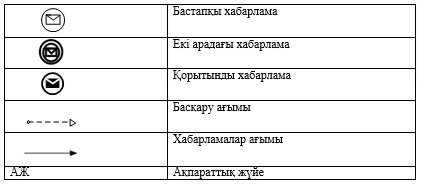 Бастапқы хабарлама
Екі арадағы хабарлама
Қорытынды хабарлама
Басқару ағымы
Хабарламалар ағымы
АЖ Ақпараттық жүйе